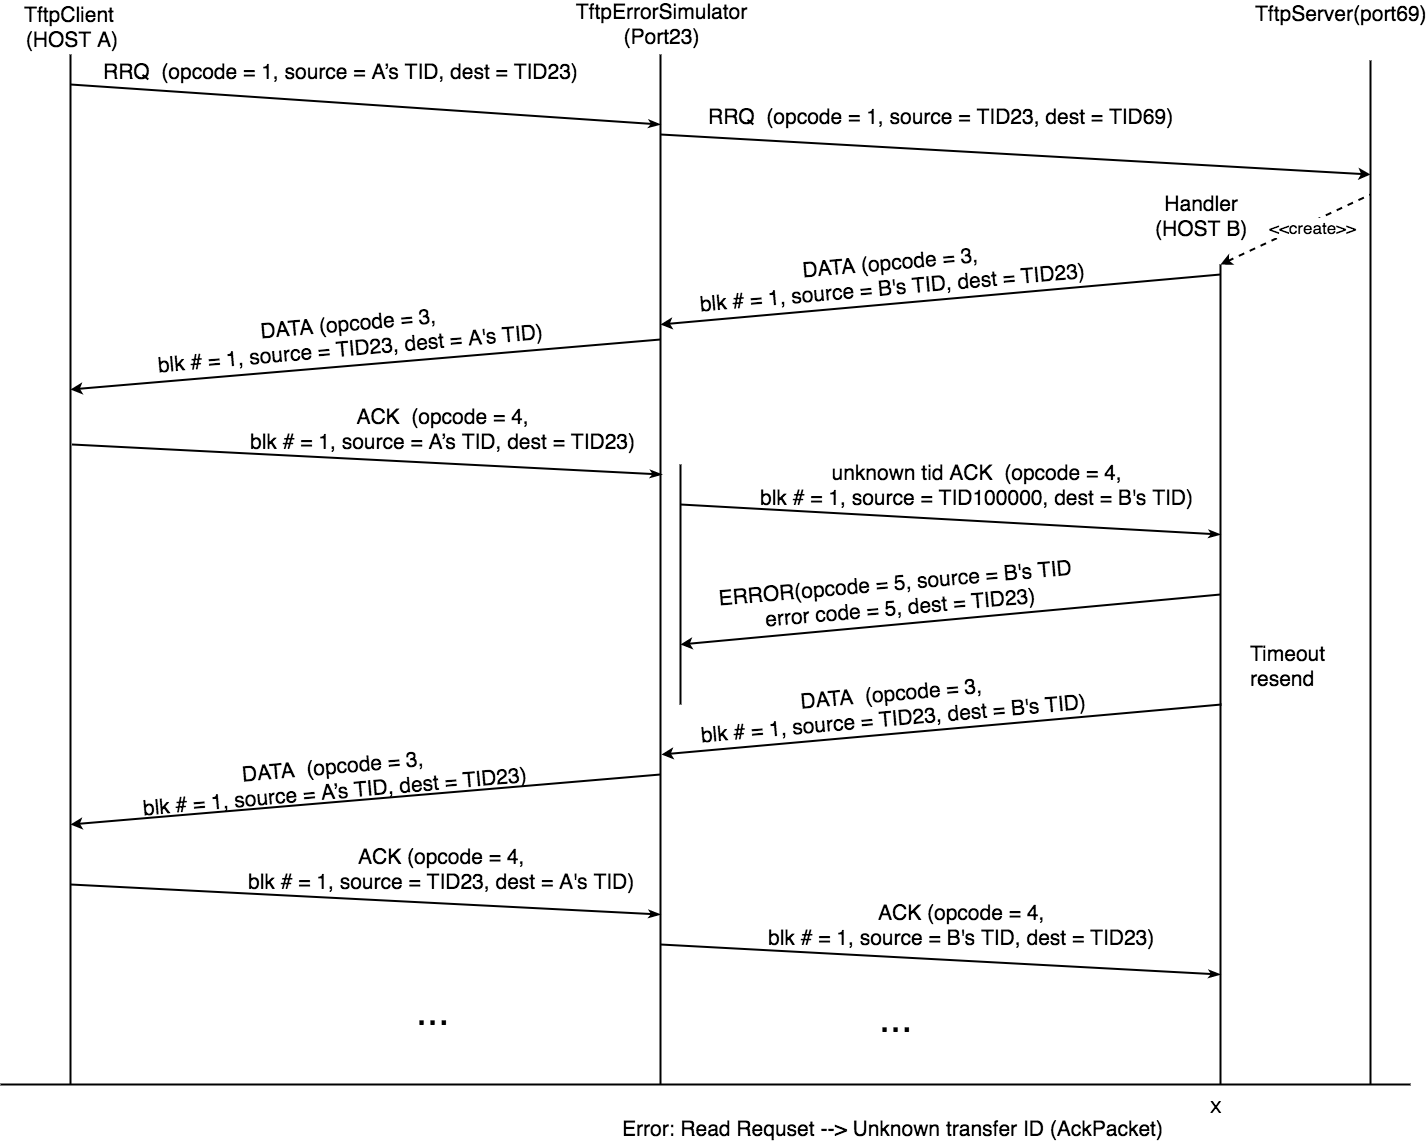 TftpClient
(HOST A)
TftpErrorSimulator
(Port23)
TftpServer(port69)
RRQ (opcode = 1, source = A’s TID, dest = TID23)
RRQ (opcode = 1, source = TID23, dest = TID69)
Handler
(HOST B)
<<create>>
DATA (opcode = 3,
blk # = 1, source = B's TID, dest = TID23)
DATA (opcode = 3,
blk # = 1, source = TID23, dest = A's TID)
ACK (opcode = 4,
blk # = 1, source = A’s TID, dest = TID23)
unknown tid ACK (opcode = 4,
blk # = 1, source = TID100000, dest = B's TID)
ERROR(opcode = 5, source = B's TID
error code = 5, dest = TID23)
Timeout
resend
DATA (opcode = 3,
blk # = 1, source = TID23, dest = B's TID)
DATA (opcode = 3,
blk # = 1, source = A’s TID, dest = TID23)
ACK (opcode = 4,
blk # = 1, source = TID23, dest = A's TID)
ACK (opcode = 4,
blk # = 1, source = B's TID, dest = TID23)
...
...
x
Error: Read Requset --> Unknown transfer ID (AckPacket)